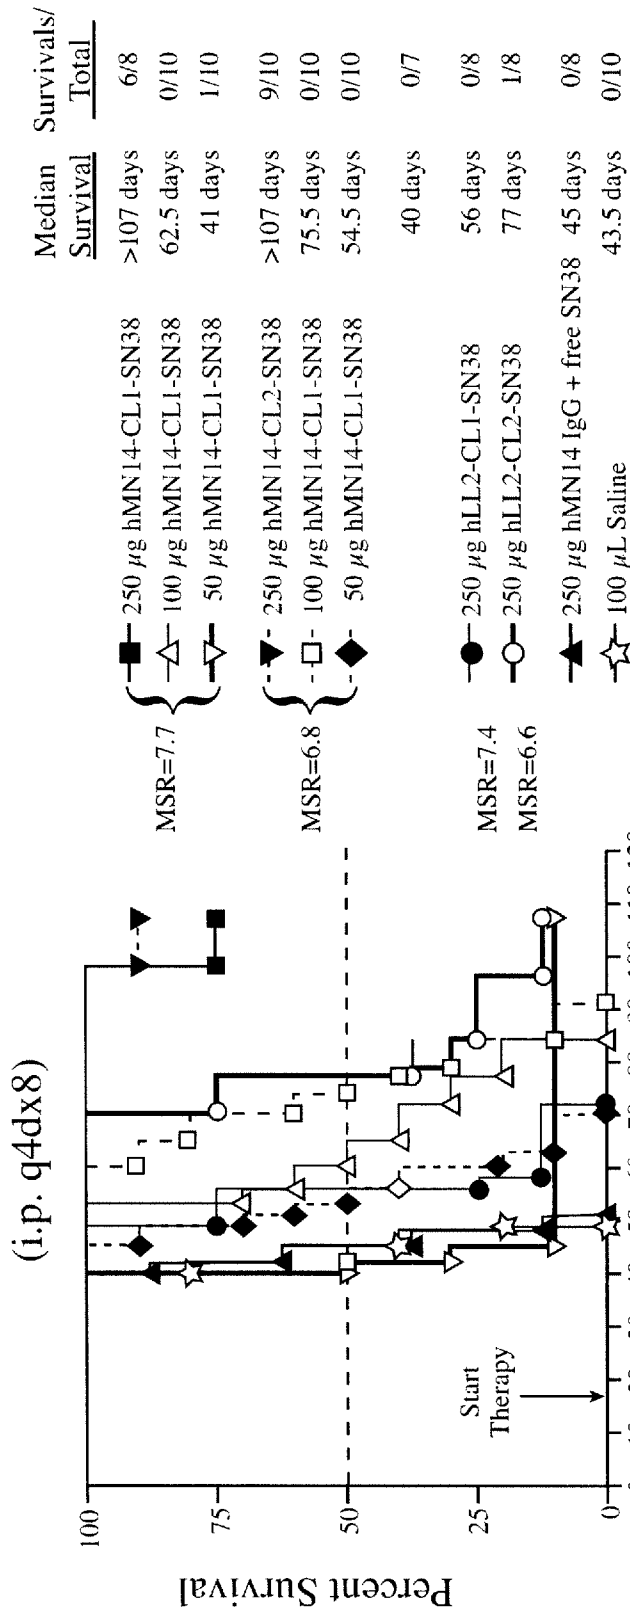 (i.p. q4dx8)
Percent Survival
100
75
50
25
0
Start
Therapy
Median Survivals/
Survival Total
MSR=7.7
250 µg hMN14-CL1-SN38 >107 days 6/8
100 µg hMN14-CL1-SN38 62.5 days 0/10
50 µg hMN14-CL1-SN38 41 days 1/10
MSR=6.8
250 µg hMN14-CL2-SN38 >107 days 9/10
100 µg hMN14-CL1-SN38 75.5 days 0/10
50 µg hMN14-CL1-SN38 54.5 days 0/10
40 days 0/7
MSR=7.4 250 µg hLL2-CL1-SN38 56 days 0/8
MSR=6.6 250 µg hLL2-CL2-SN38 77 days 1/8
250 µg hMN14 IgG + free SN38 45 days 0/8
100 µL Saline 43.5 days 0/10